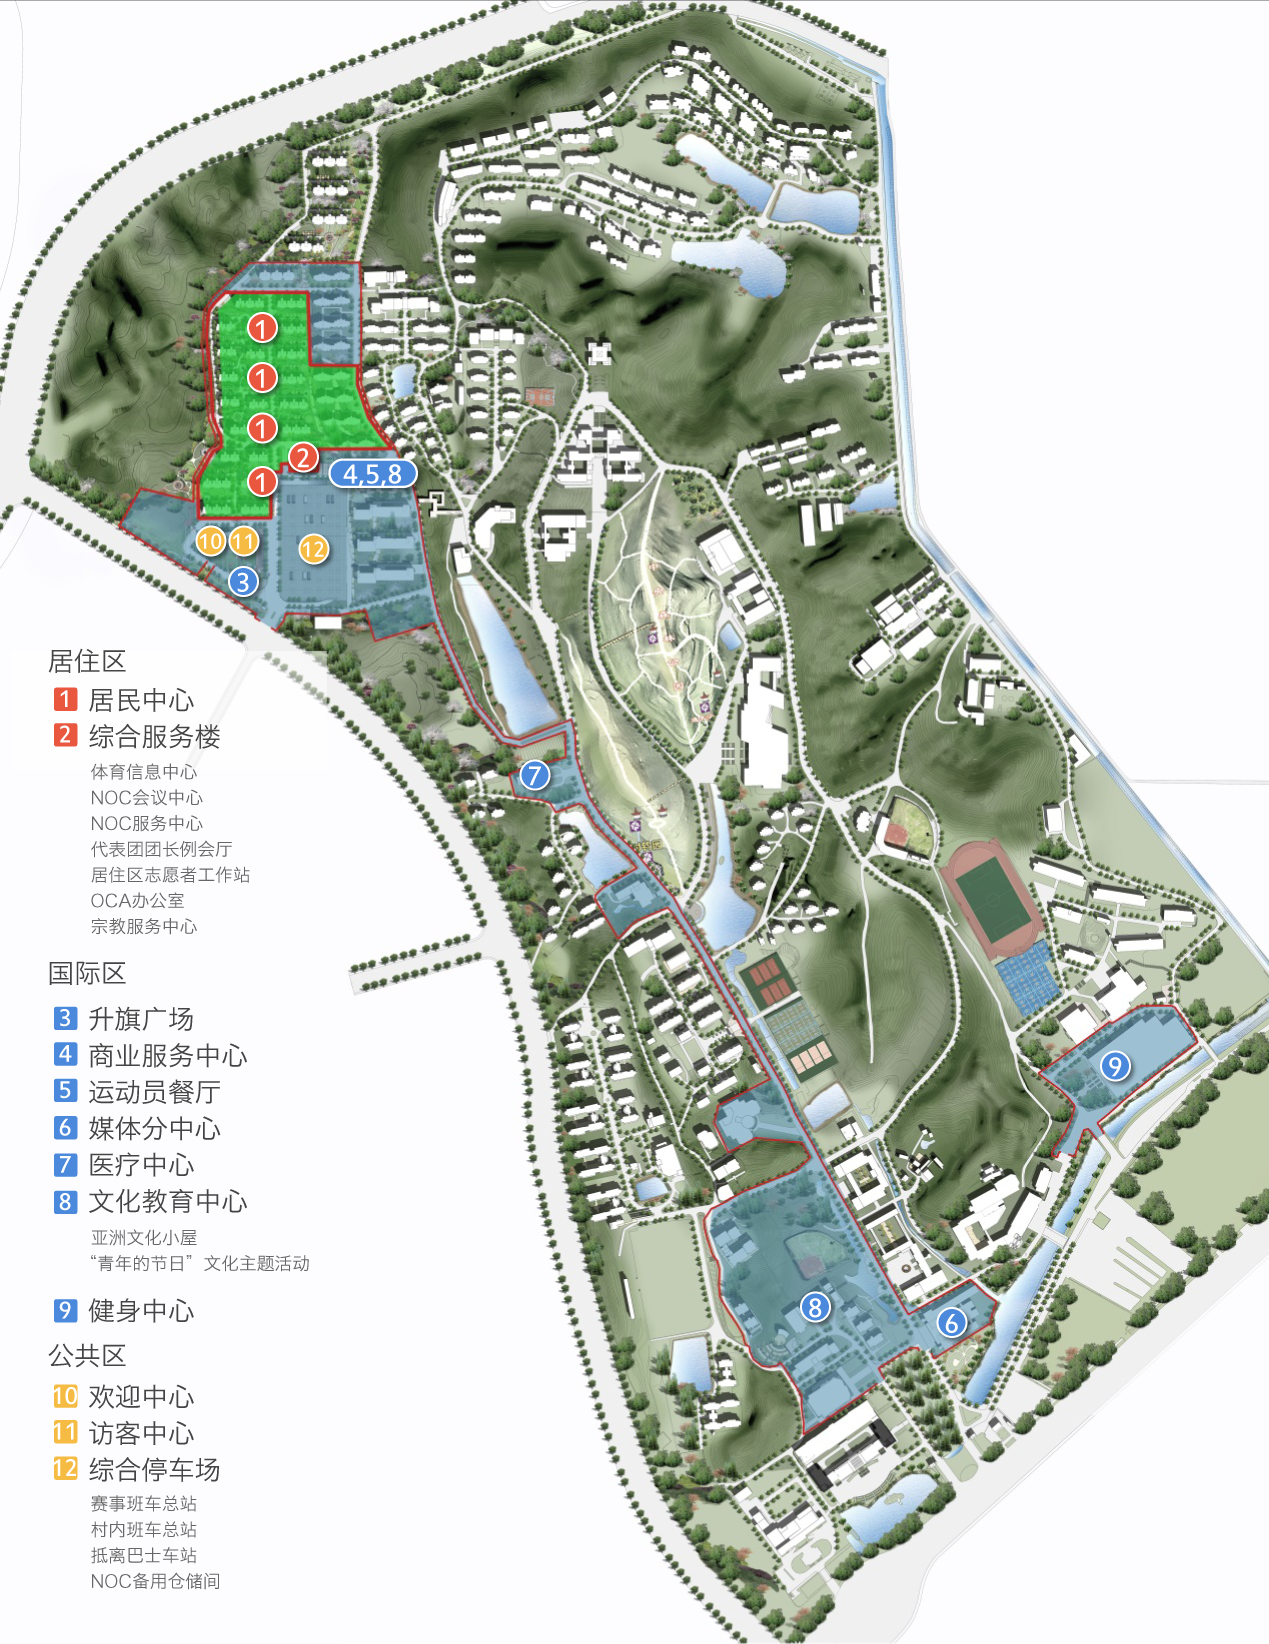 1
1
1
2
1
4,5,8
10
11
12
3
7
9
8
6
居住区
1 居民中心
2 综合服务楼
体育信息中心
NOC会议中心
NOC服务中心
代表团团长例会厅
居住区志愿者工作站
OCA办公室
宗教服务中心
国际区
3 升旗广场
4 商业服务中心
5 运动员餐厅
6 媒体分中心
7 医疗中心
8 文化教育中心
亚洲文化小屋
“青年的节日”文化主题活动
9 健身中心
公共区
10 欢迎中心
11 访客中心
12 综合停车场
赛事班车总站
村内班车总站
抵离巴士车站
NOC备用仓储间